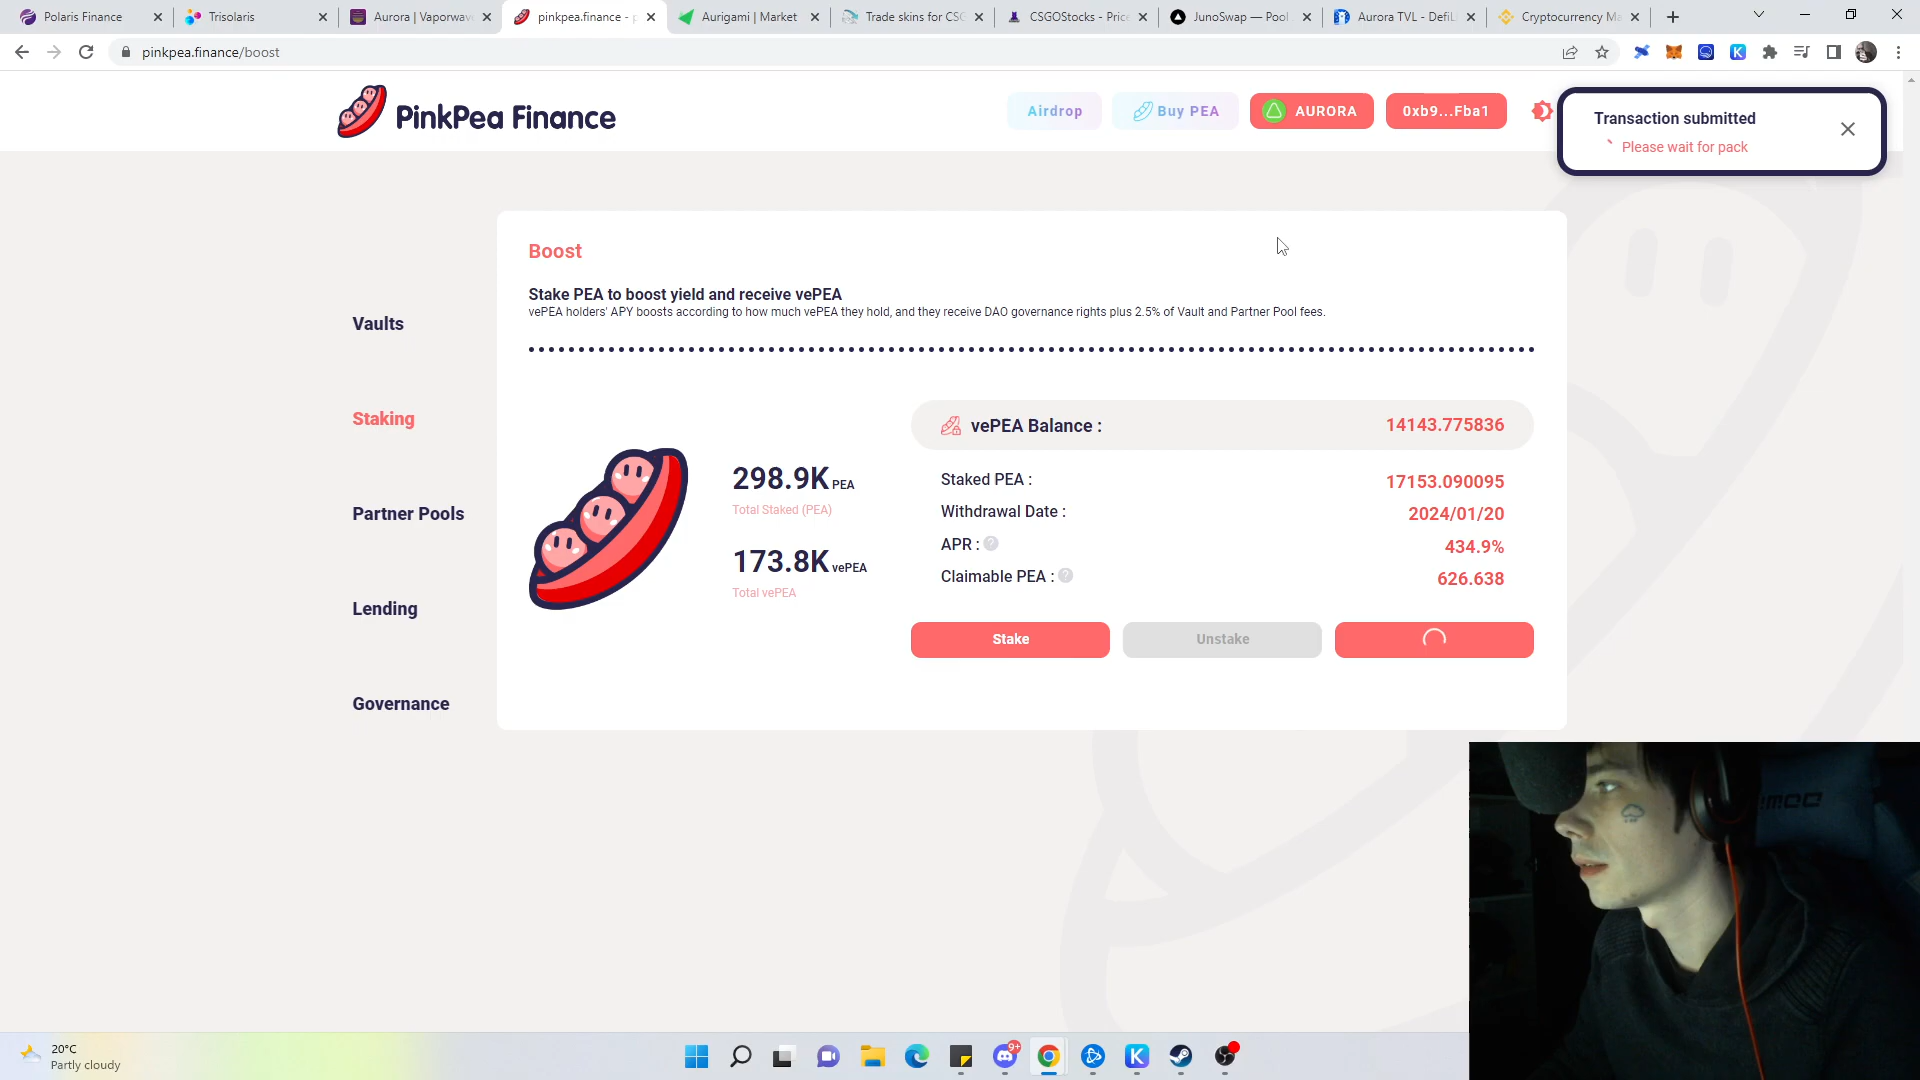 Polaris Finance
Trisolaris
Aurora | Vaporwav
pinkpea.finance - p
Aurigami | Market
Trade skins for CSG
CSGOStocks - Price
JunoSwap — Pool
Aurora TVL - DefiLl
Cryptocurrency Ma
pinkpea.finance/boost
PinkPea Finance
Airdrop
Buy PEA
AURORA
0xb9...Fba1
Transaction submitted
Please wait for pack
Vaults
Staking
Partner Pools
Lending
Governance
Boost
Stake PEA to boost yield and receive vePEA
vePEA holders' APY boosts according to how much vePEA they hold, and they receive DAO governance rights plus 2.5% of Vault and Partner Pool fees.
298.9K PEA
Total Staked (PEA)
173.8K vePEA
Total vePEA
vePEA Balance : 14143.775836
Staked PEA : 17153.090095
Withdrawal Date : 2024/01/20
APR : ? 434.9%
Claimable PEA : ? 626.638
Stake
Unstake
20°C
Partly cloudy
9+